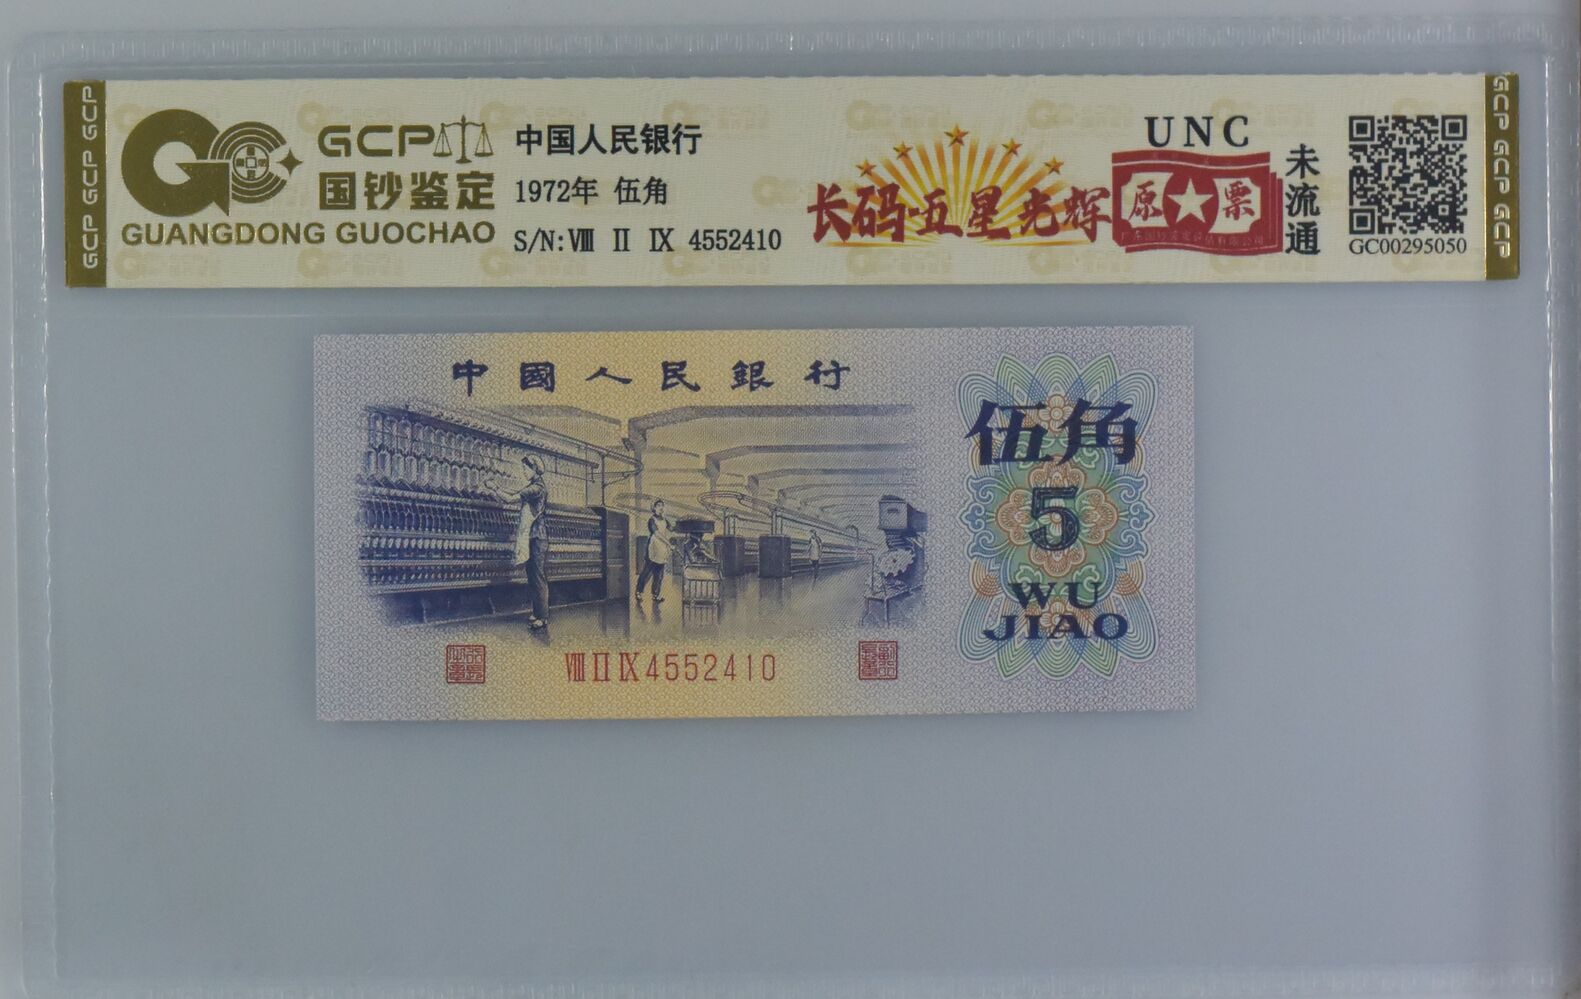 GCP GCP GCP
GCP
国钞鉴定
GUANGDONG GUOCHAO
中国人民银行
1972年 伍角
S/N:Ⅷ Ⅱ Ⅸ 4552410
长码五星光辉
UNC
原★票
未流通
GC00295050
GCP GCP GCP
中國人民銀行
伍角
5
WU
JIAO
ⅧⅡⅨ4552410